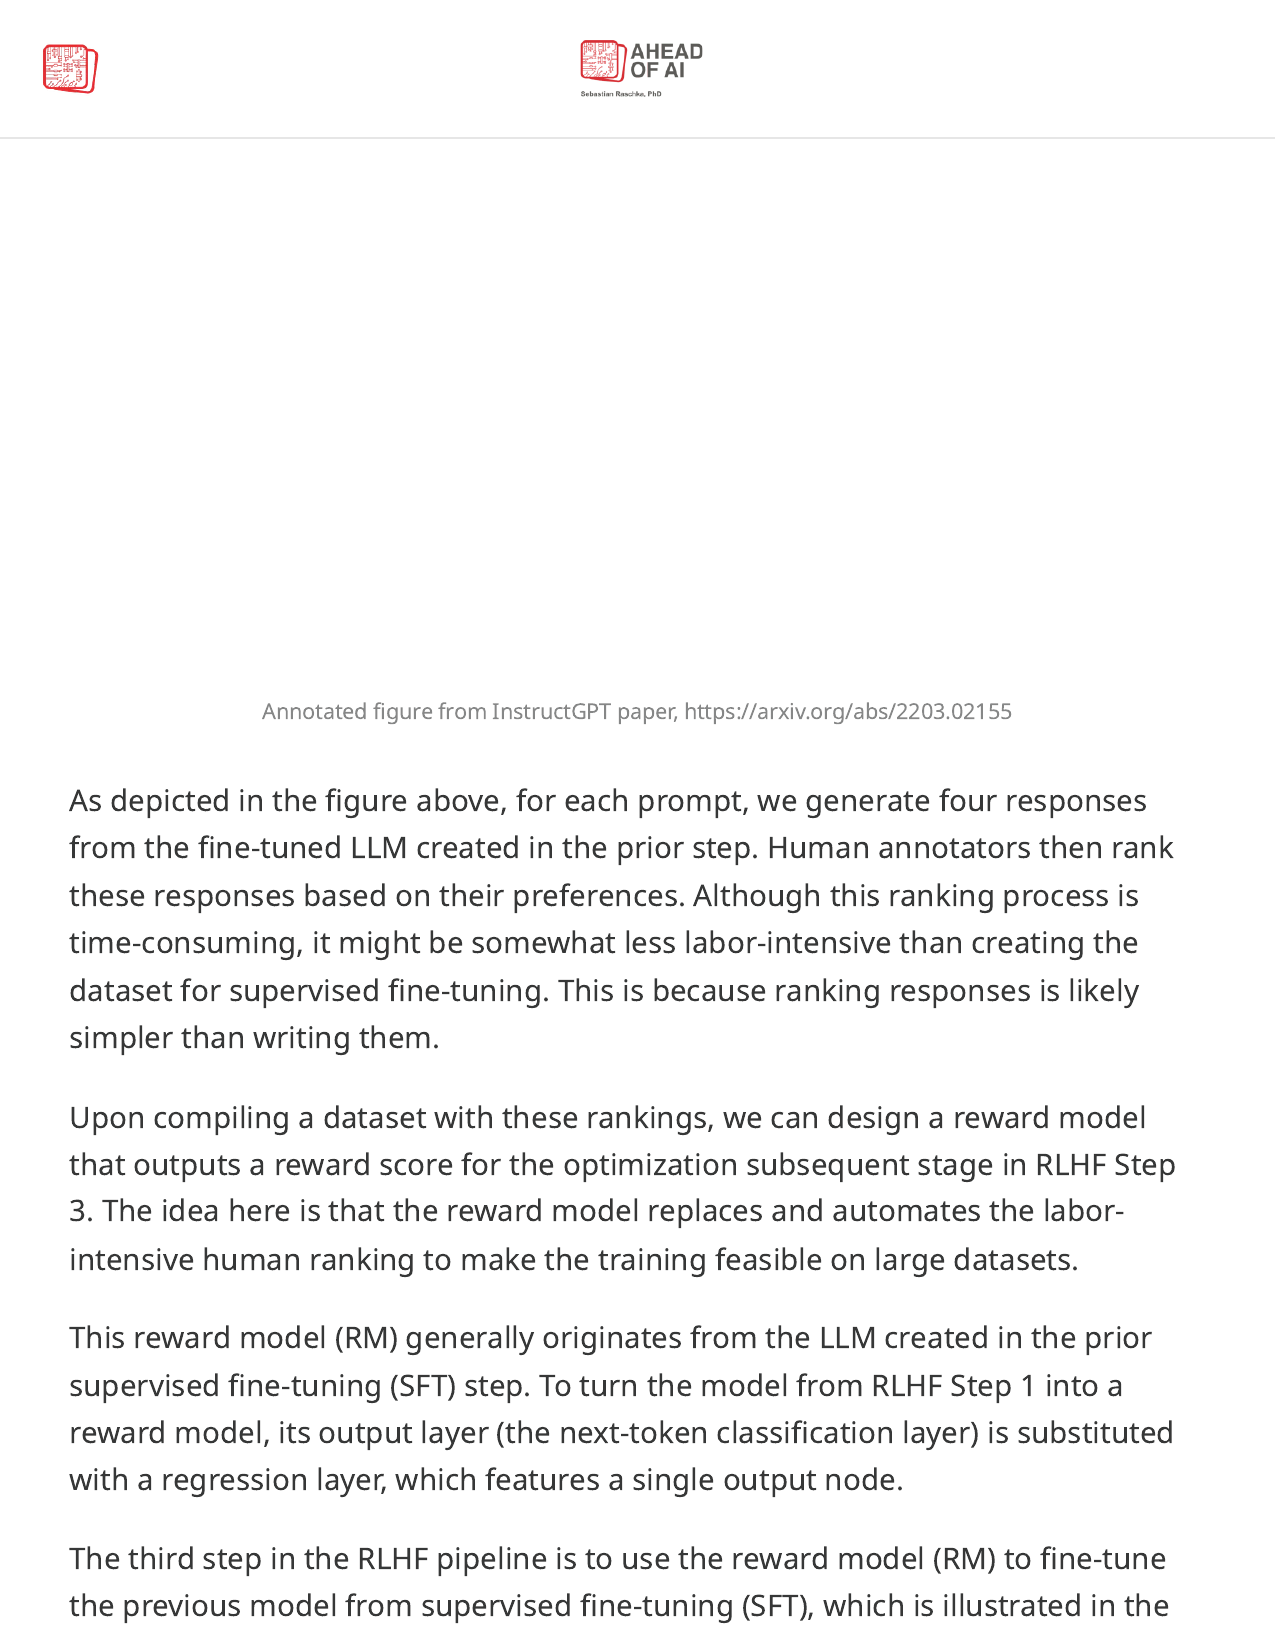 AHEAD
OF AI
Sebastian Raschka, PhD
Annotated figure from InstructGPT paper, https://arxiv.org/abs/2203.02155
As depicted in the figure above, for each prompt, we generate four responses
from the fine-tuned LLM created in the prior step. Human annotators then rank
these responses based on their preferences. Although this ranking process is
time-consuming, it might be somewhat less labor-intensive than creating the
dataset for supervised fine-tuning. This is because ranking responses is likely
simpler than writing them.
Upon compiling a dataset with these rankings, we can design a reward model
that outputs a reward score for the optimization subsequent stage in RLHF Step
3. The idea here is that the reward model replaces and automates the labor-
intensive human ranking to make the training feasible on large datasets.
This reward model (RM) generally originates from the LLM created in the prior
supervised fine-tuning (SFT) step. To turn the model from RLHF Step 1 into a
reward model, its output layer (the next-token classification layer) is substituted
with a regression layer, which features a single output node.
The third step in the RLHF pipeline is to use the reward model (RM) to fine-tune
the previous model from supervised fine-tuning (SFT), which is illustrated in the